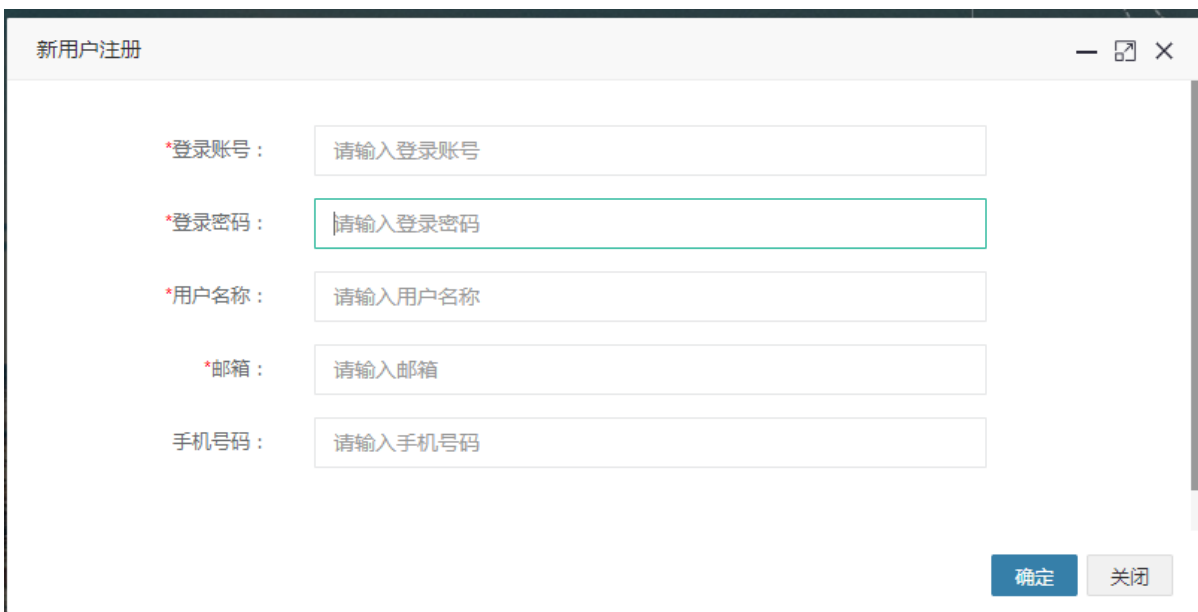 新用户注册
*登录账号： 请输入登录账号
*登录密码： 请输入登录密码
*用户名称： 请输入用户名称
*邮箱： 请输入邮箱
手机号码： 请输入手机号码
确定 关闭